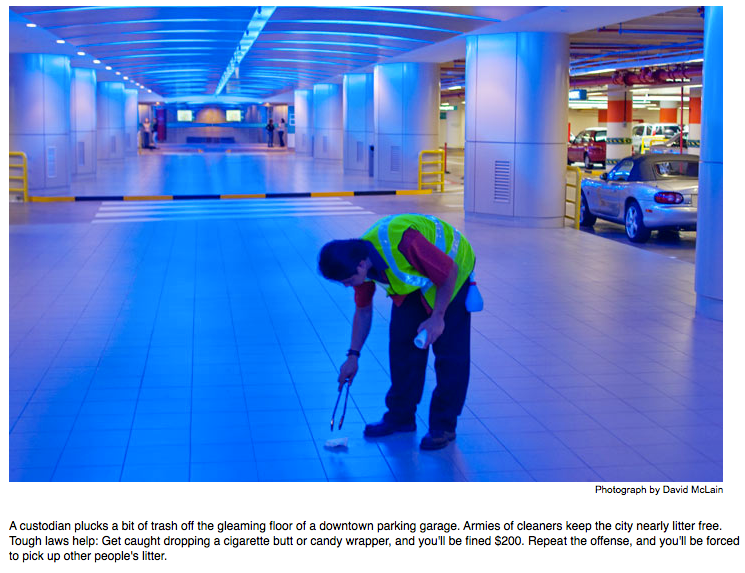 Photograph by David McLain
A custodian plucks a bit of trash off the gleaming floor of a downtown parking garage. Armies of cleaners keep the city nearly litter free.
Tough laws help: Get caught dropping a cigarette butt or candy wrapper, and you'll be fined $200. Repeat the offense, and you'll be forced
to pick up other people's litter.